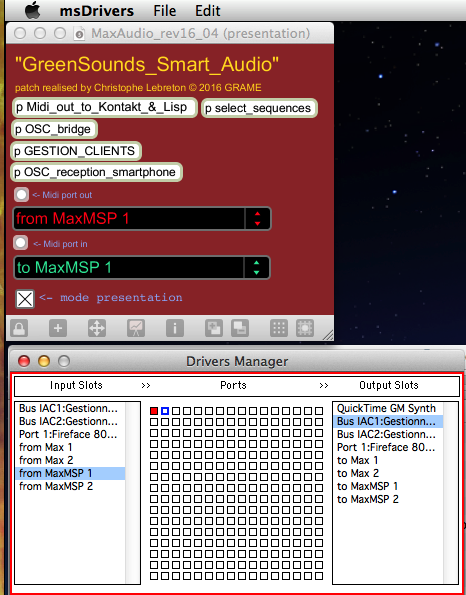 msDrivers File Edit
MaxAudio_rev16_04 (presentation)
"GreenSounds_Smart_Audio"
patch realised by Christophe Lebreton © 2016 GRAME
p Midi_out_to_Kontakt_&_Lisp p select_sequences
p OSC_bridge
p GESTION_CLIENTS
p OSC_reception_smartphone
<- Midi port out
from MaxMSP 1
<- Midi port in
to MaxMSP 1
<- mode presentation
Drivers Manager
Input Slots >> Ports >> Output Slots
Bus IAC1:Gestionn...
Bus IAC2:Gestionn...
Port 1:Fireface 80...
from Max 1
from Max 2
from MaxMSP 1
from MaxMSP 2
QuickTime GM Synth
Bus IAC1:Gestionn...
Bus IAC2:Gestionn...
Port 1:Fireface 80...
to Max 1
to Max 2
to MaxMSP 1
to MaxMSP 2